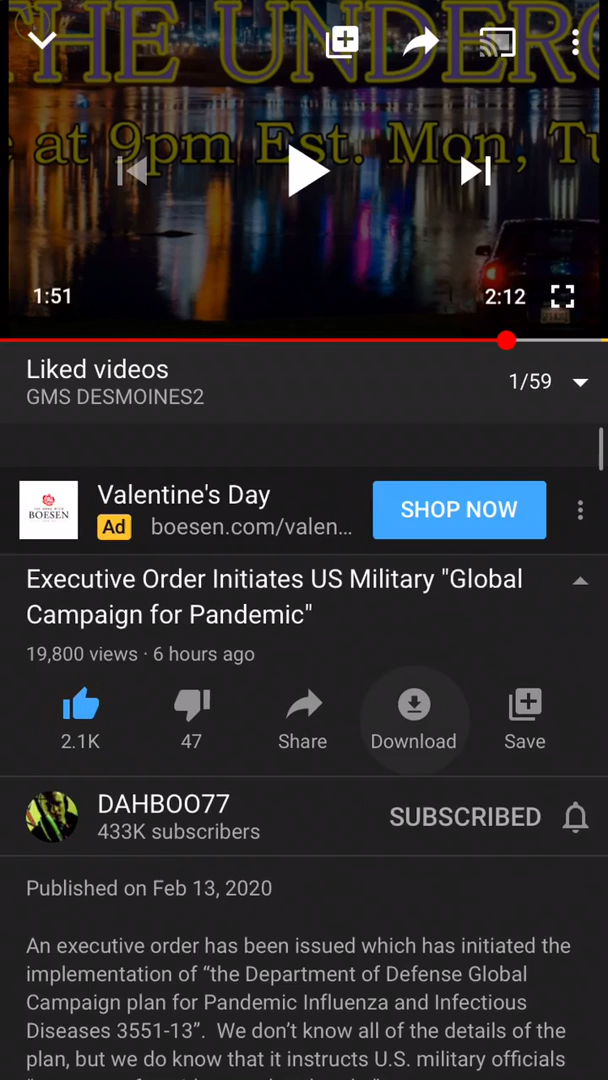 THE UNDERG
e at 9pm Est. Mon, Tu
1:51
2:12
Liked videos
GMS DESMOINES2
1/59
BOESEN
Valentine's Day
Ad boesen.com/valen...
SHOP NOW
Executive Order Initiates US Military "Global
Campaign for Pandemic"
19,800 views · 6 hours ago
2.1K
47
Share
Download
Save
DAHBOO77
433K subscribers
SUBSCRIBED
Published on Feb 13, 2020
An executive order has been issued which has initiated the
implementation of “the Department of Defense Global
Campaign plan for Pandemic Influenza and Infectious
Diseases 3551-13”.  We don’t know all of the details of the
plan, but we do know that it instructs U.S. military officials